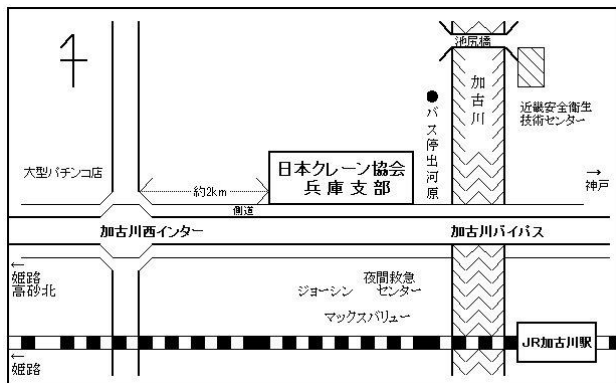 池尻橋
加古川
近畿安全衛生
技術センター
●バス停出河原
日本クレーン協会
兵庫支部
大型パチンコ店
約2km
側道
→
神戸
加古川西インター
加古川バイパス
←
姫路
高砂北
夜間救急
センター
ジョーシン
マックスバリュー
JR加古川駅
←
姫路